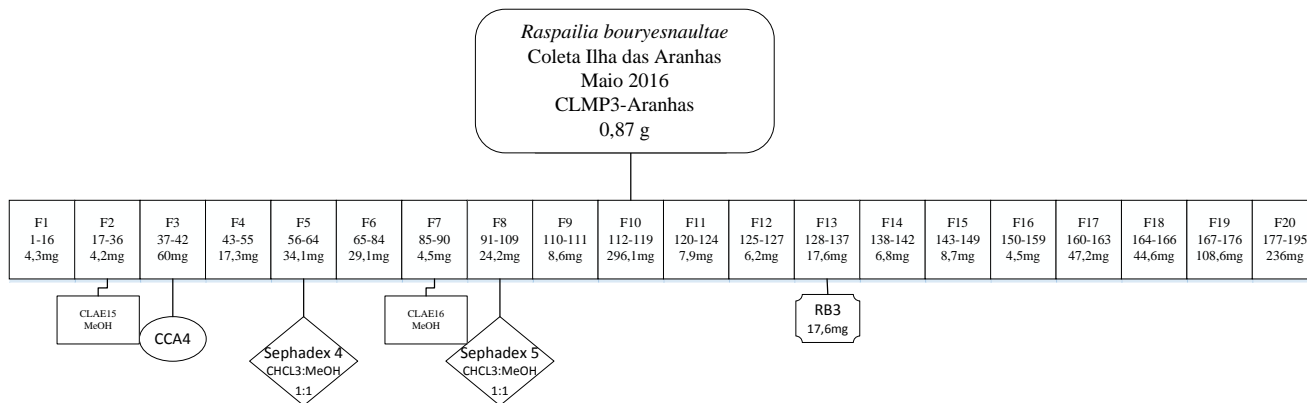 Raspailia bouryesnaultae
Coleta Ilha das Aranhas
Maio 2016
CLMP3-Aranhas
0,87 g
F1
1-16
4,3mg
F2
17-36
4,2mg
F3
37-42
60mg
F4
43-55
17,3mg
F5
56-64
34,1mg
F6
65-84
29,1mg
F7
85-90
4,5mg
F8
91-109
24,2mg
F9
110-111
8,6mg
F10
112-119
296,1mg
F11
120-124
7,9mg
F12
125-127
6,2mg
F13
128-137
17,6mg
F14
138-142
6,8mg
F15
143-149
8,7mg
F16
150-159
4,5mg
F17
160-163
47,2mg
F18
164-166
44,6mg
F19
167-176
108,6mg
F20
177-195
236mg
CLAE15
MeOH
CCA4
Sephadex 4
CHCL3:MeOH
1:1
CLAE16
MeOH
Sephadex 5
CHCL3:MeOH
1:1
RB3
17,6mg